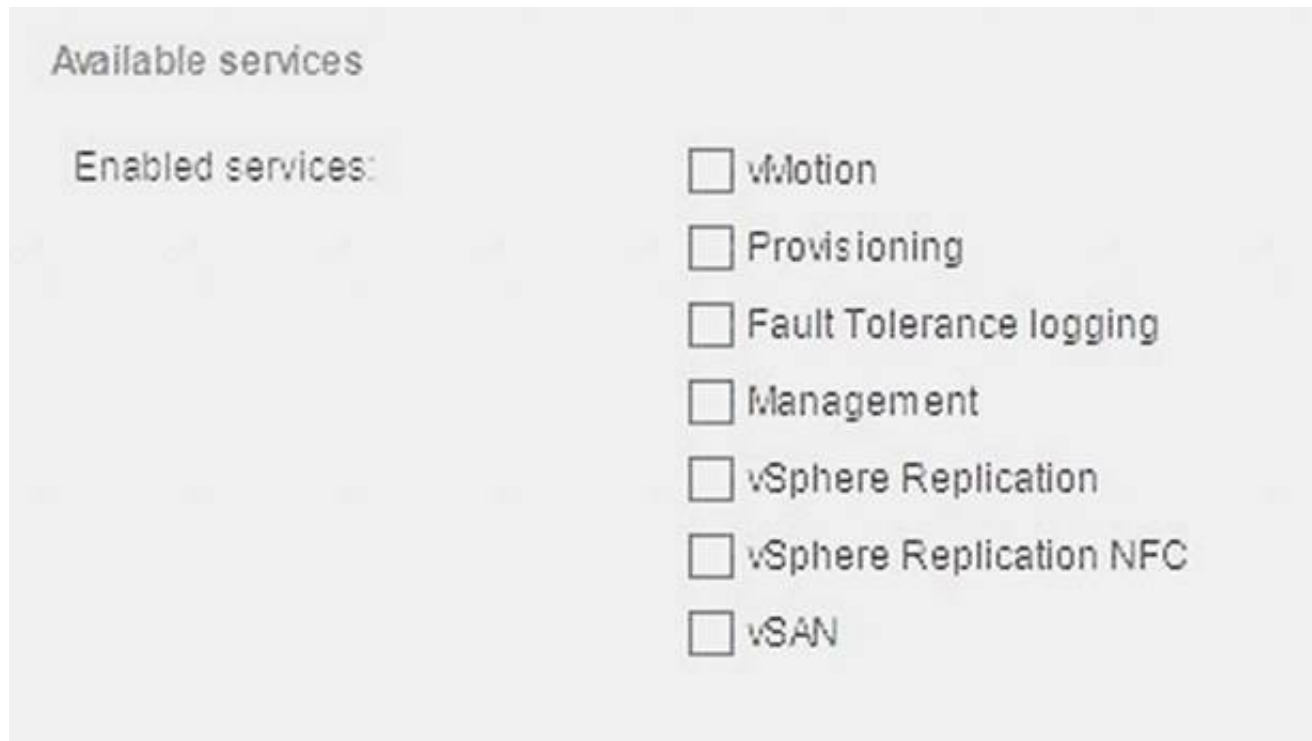 Available services
Enabled services:
vMotion
Provisioning
Fault Tolerance logging
Management
vSphere Replication
vSphere Replication NFC
vSAN